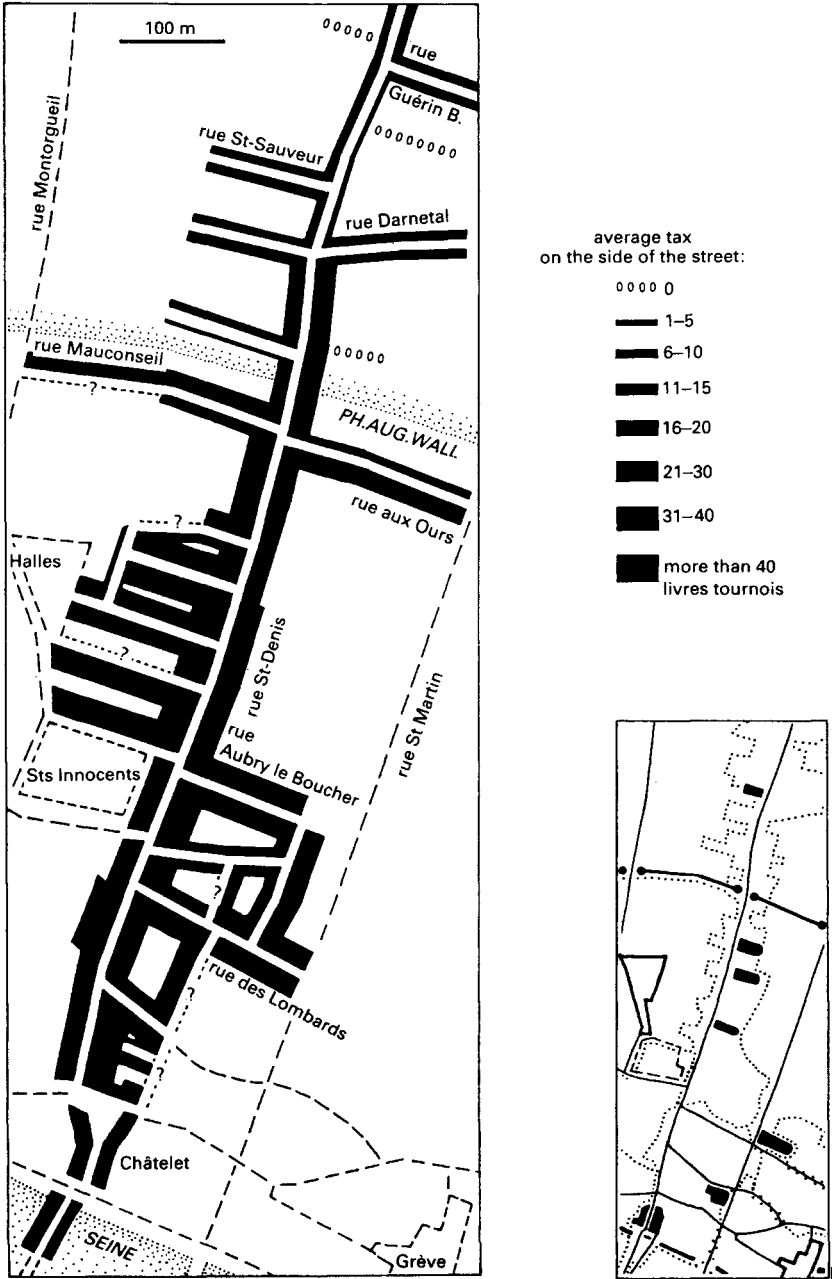 100 m
rue
Guérin B.
rue Montorgueil
rue St-Sauveur
rue Darnetal
rue Mauconseil
?
PH.AUG.WALL
rue aux Ours
?
Halles
?
rue St-Denis
rue St Martin
rue
Aubry le Boucher
Sts Innocents
?
rue des Lombards
?
?
Châtelet
SEINE
Grève
average tax
on the side of the street:
0
1–5
6–10
11–15
16–20
21–30
31–40
more than 40
livres tournois